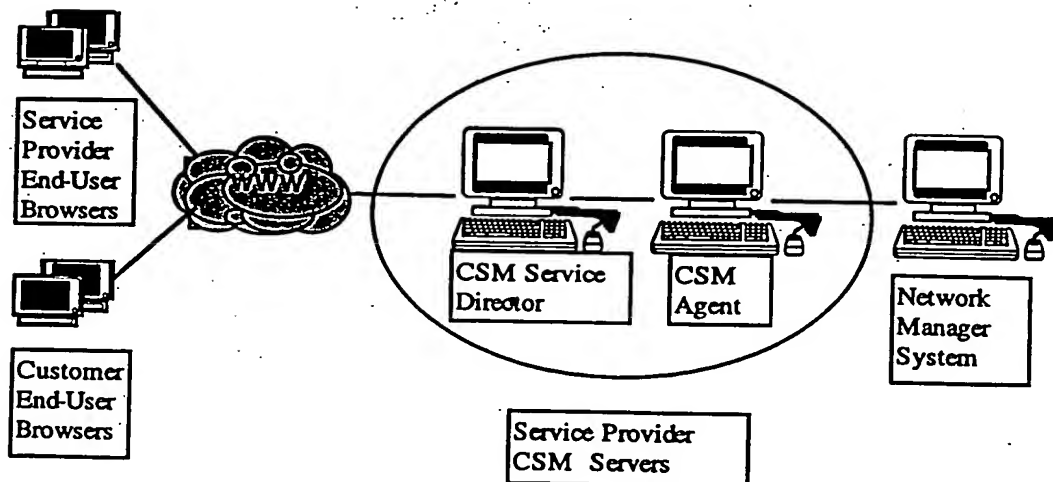 Service
Provider
End-User
Browsers
WWW
CSM Service
Director
CSM
Agent
Network
Manager
System
Customer
End-User
Browsers
Service Provider
CSM Servers